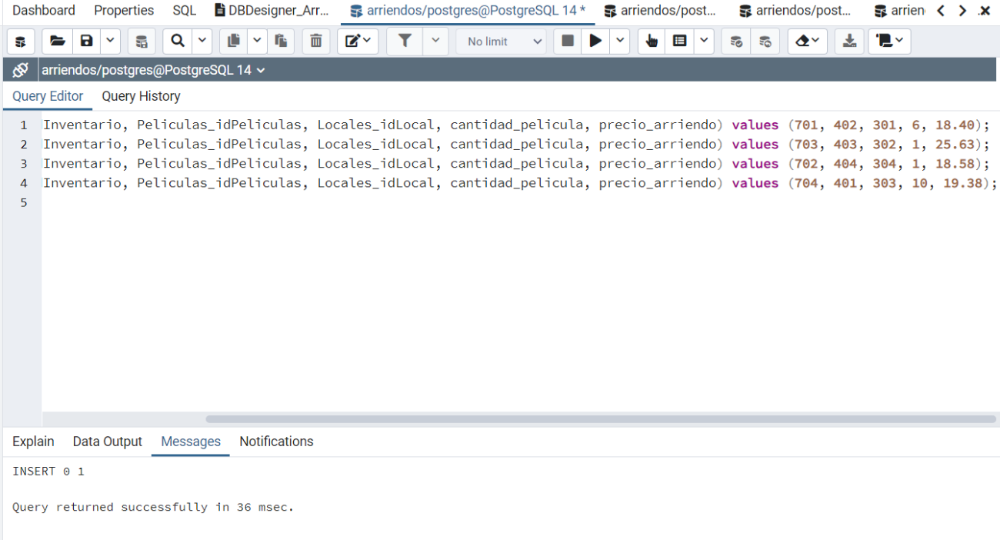 Dashboard Properties SQL DBDesigner_Arr... arriendos/postgres@PostgreSQL 14 * arriendos/post... arriendos/post... arrien
No limit
arriendos/postgres@PostgreSQL 14
Query Editor Query History
1 Inventario, Peliculas_idPeliculas, Locales_idLocal, cantidad_pelicula, precio_arriendo) values (701, 402, 301, 6, 18.40);
2 Inventario, Peliculas_idPeliculas, Locales_idLocal, cantidad_pelicula, precio_arriendo) values (703, 403, 302, 1, 25.63);
3 Inventario, Peliculas_idPeliculas, Locales_idLocal, cantidad_pelicula, precio_arriendo) values (702, 404, 304, 1, 18.58);
4 Inventario, Peliculas_idPeliculas, Locales_idLocal, cantidad_pelicula, precio_arriendo) values (704, 401, 303, 10, 19.38);
5
Explain Data Output Messages Notifications
INSERT 0 1
Query returned successfully in 36 msec.